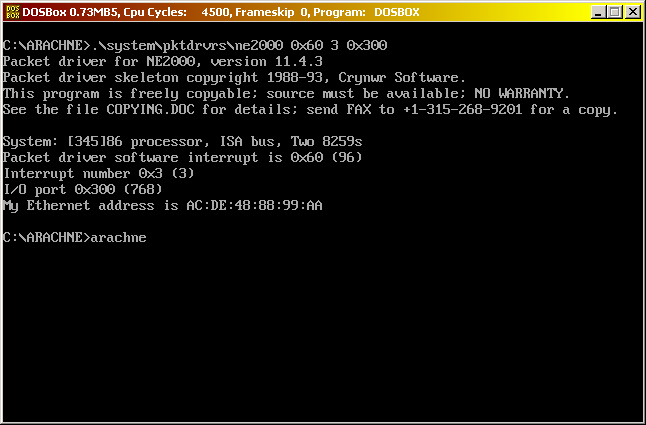 DOS BOX DOSBox 0.73MB5, Cpu Cycles: 4500, Frameskip 0, Program: DOSBOX
C:\ARACHNE>.\system\pktdrvrs\ne2000 0x60 3 0x300
Packet driver for NE2000, version 11.4.3
Packet driver skeleton copyright 1988-93, Crynwr Software.
This program is freely copyable; source must be available; NO WARRANTY.
See the file COPYING.DOC for details; send FAX to +1-315-268-9201 for a copy.
System: [345]86 processor, ISA bus, Two 8259s
Packet driver software interrupt is 0x60 (96)
Interrupt number 0x3 (3)
I/O port 0x300 (768)
My Ethernet address is AC:DE:48:88:99:AA
C:\ARACHNE>arachne